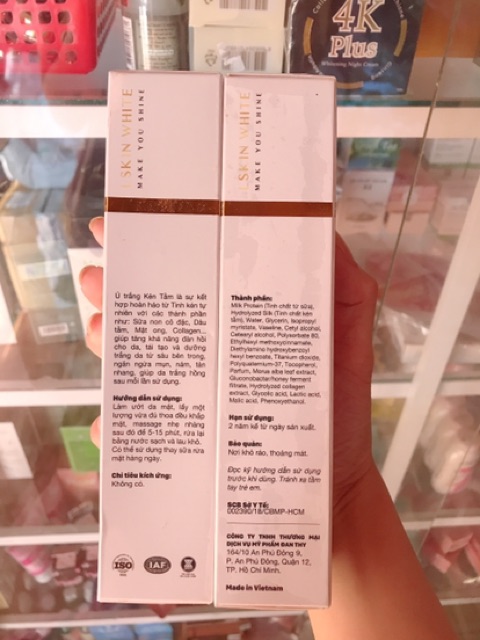 4K
Plus
Whitening Night Cream
SKIN WHITE
MAKE YOU SHINE
Ủ trắng Kén Tằm là sự kết
hợp hoàn hảo từ Tinh kén tự
nhiên với các thành phần
như: Sữa non cô đặc, Dâu
tằm, Mật ong, Collagen...
giúp tăng khả năng đàn hồi
cho da, tái tạo và dưỡng
trắng da từ sâu bên trong,
ngăn ngừa mụn, nám, tàn
nhang, giúp da trắng hồng
sau mỗi lần sử dụng.
Hướng dẫn sử dụng:
Làm ướt da mặt, lấy một
lượng vừa đủ thoa đều khắp
mặt, massage nhẹ nhàng
sau đó để 5-15 phút, rửa lại
bằng nước sạch và lau khô.
Có thể sử dụng thay sữa rửa
mặt hàng ngày.
Chỉ tiêu kích ứng:
Không có.
ISO
IAF
SKIN WHITE
MAKE YOU SHINE
Thành phần:
Milk Protein (Tinh chất từ sữa),
Hydrolyzed Silk (Tinh chất kén
tằm), Water, Glycerin, Isopropyl
myristate, Vaseline, Cetyl alcohol,
Cetearyl alcohol, Polysorbate 80,
Ethylhexyl methoxycinnamate,
Diethylamino hydroxybenzoyl
hexyl benzoate, Titanium dioxide,
Polyquaternium-37, Tocopherol,
Parfum, Morus alba leaf extract,
Gluconobacter/honey ferment
filtrate, Hydrolyzed collagen
extract, Glycolic acid, Lactic acid,
Malic acid, Phenoxyethanol.
Hạn sử dụng:
2 năm kể từ ngày sản xuất.
Bảo quản:
Nơi khô ráo, thoáng mát.
Đọc kỹ hướng dẫn sử dụng
trước khi dùng. Tránh xa tầm
tay trẻ em.
SCB Sở Y Tế:
002390/18/CBMP-HCM
CÔNG TY TNHH THƯƠNG MẠI
DỊCH VỤ MỸ PHẨM ĐAN THY
164/10 An Phú Đông 9,
P. An Phú Đông, Quận 12,
TP. Hồ Chí Minh.
Made in Vietnam